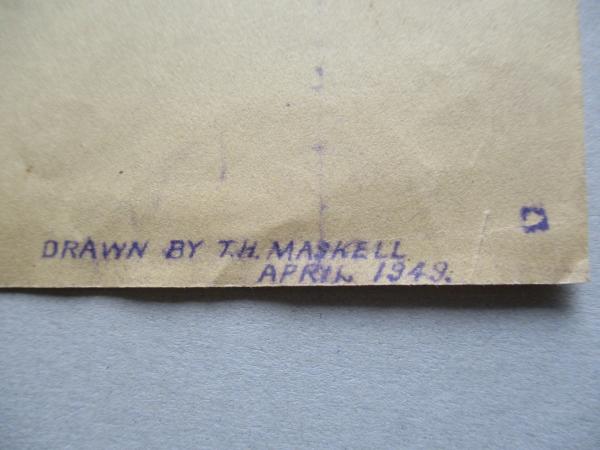 DRAWN BY T.H. MASKELL
APRIL 1949.